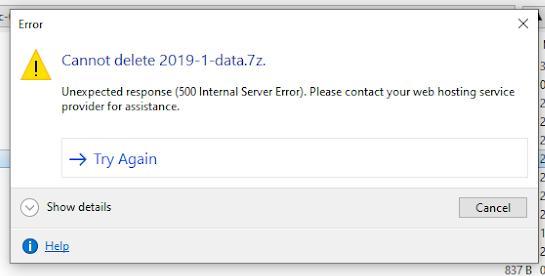 Error
Cannot delete 2019-1-data.7z.
Unexpected response (500 Internal Server Error). Please contact your web hosting service
provider for assistance.
Try Again
Show details
Cancel
Help
837 B